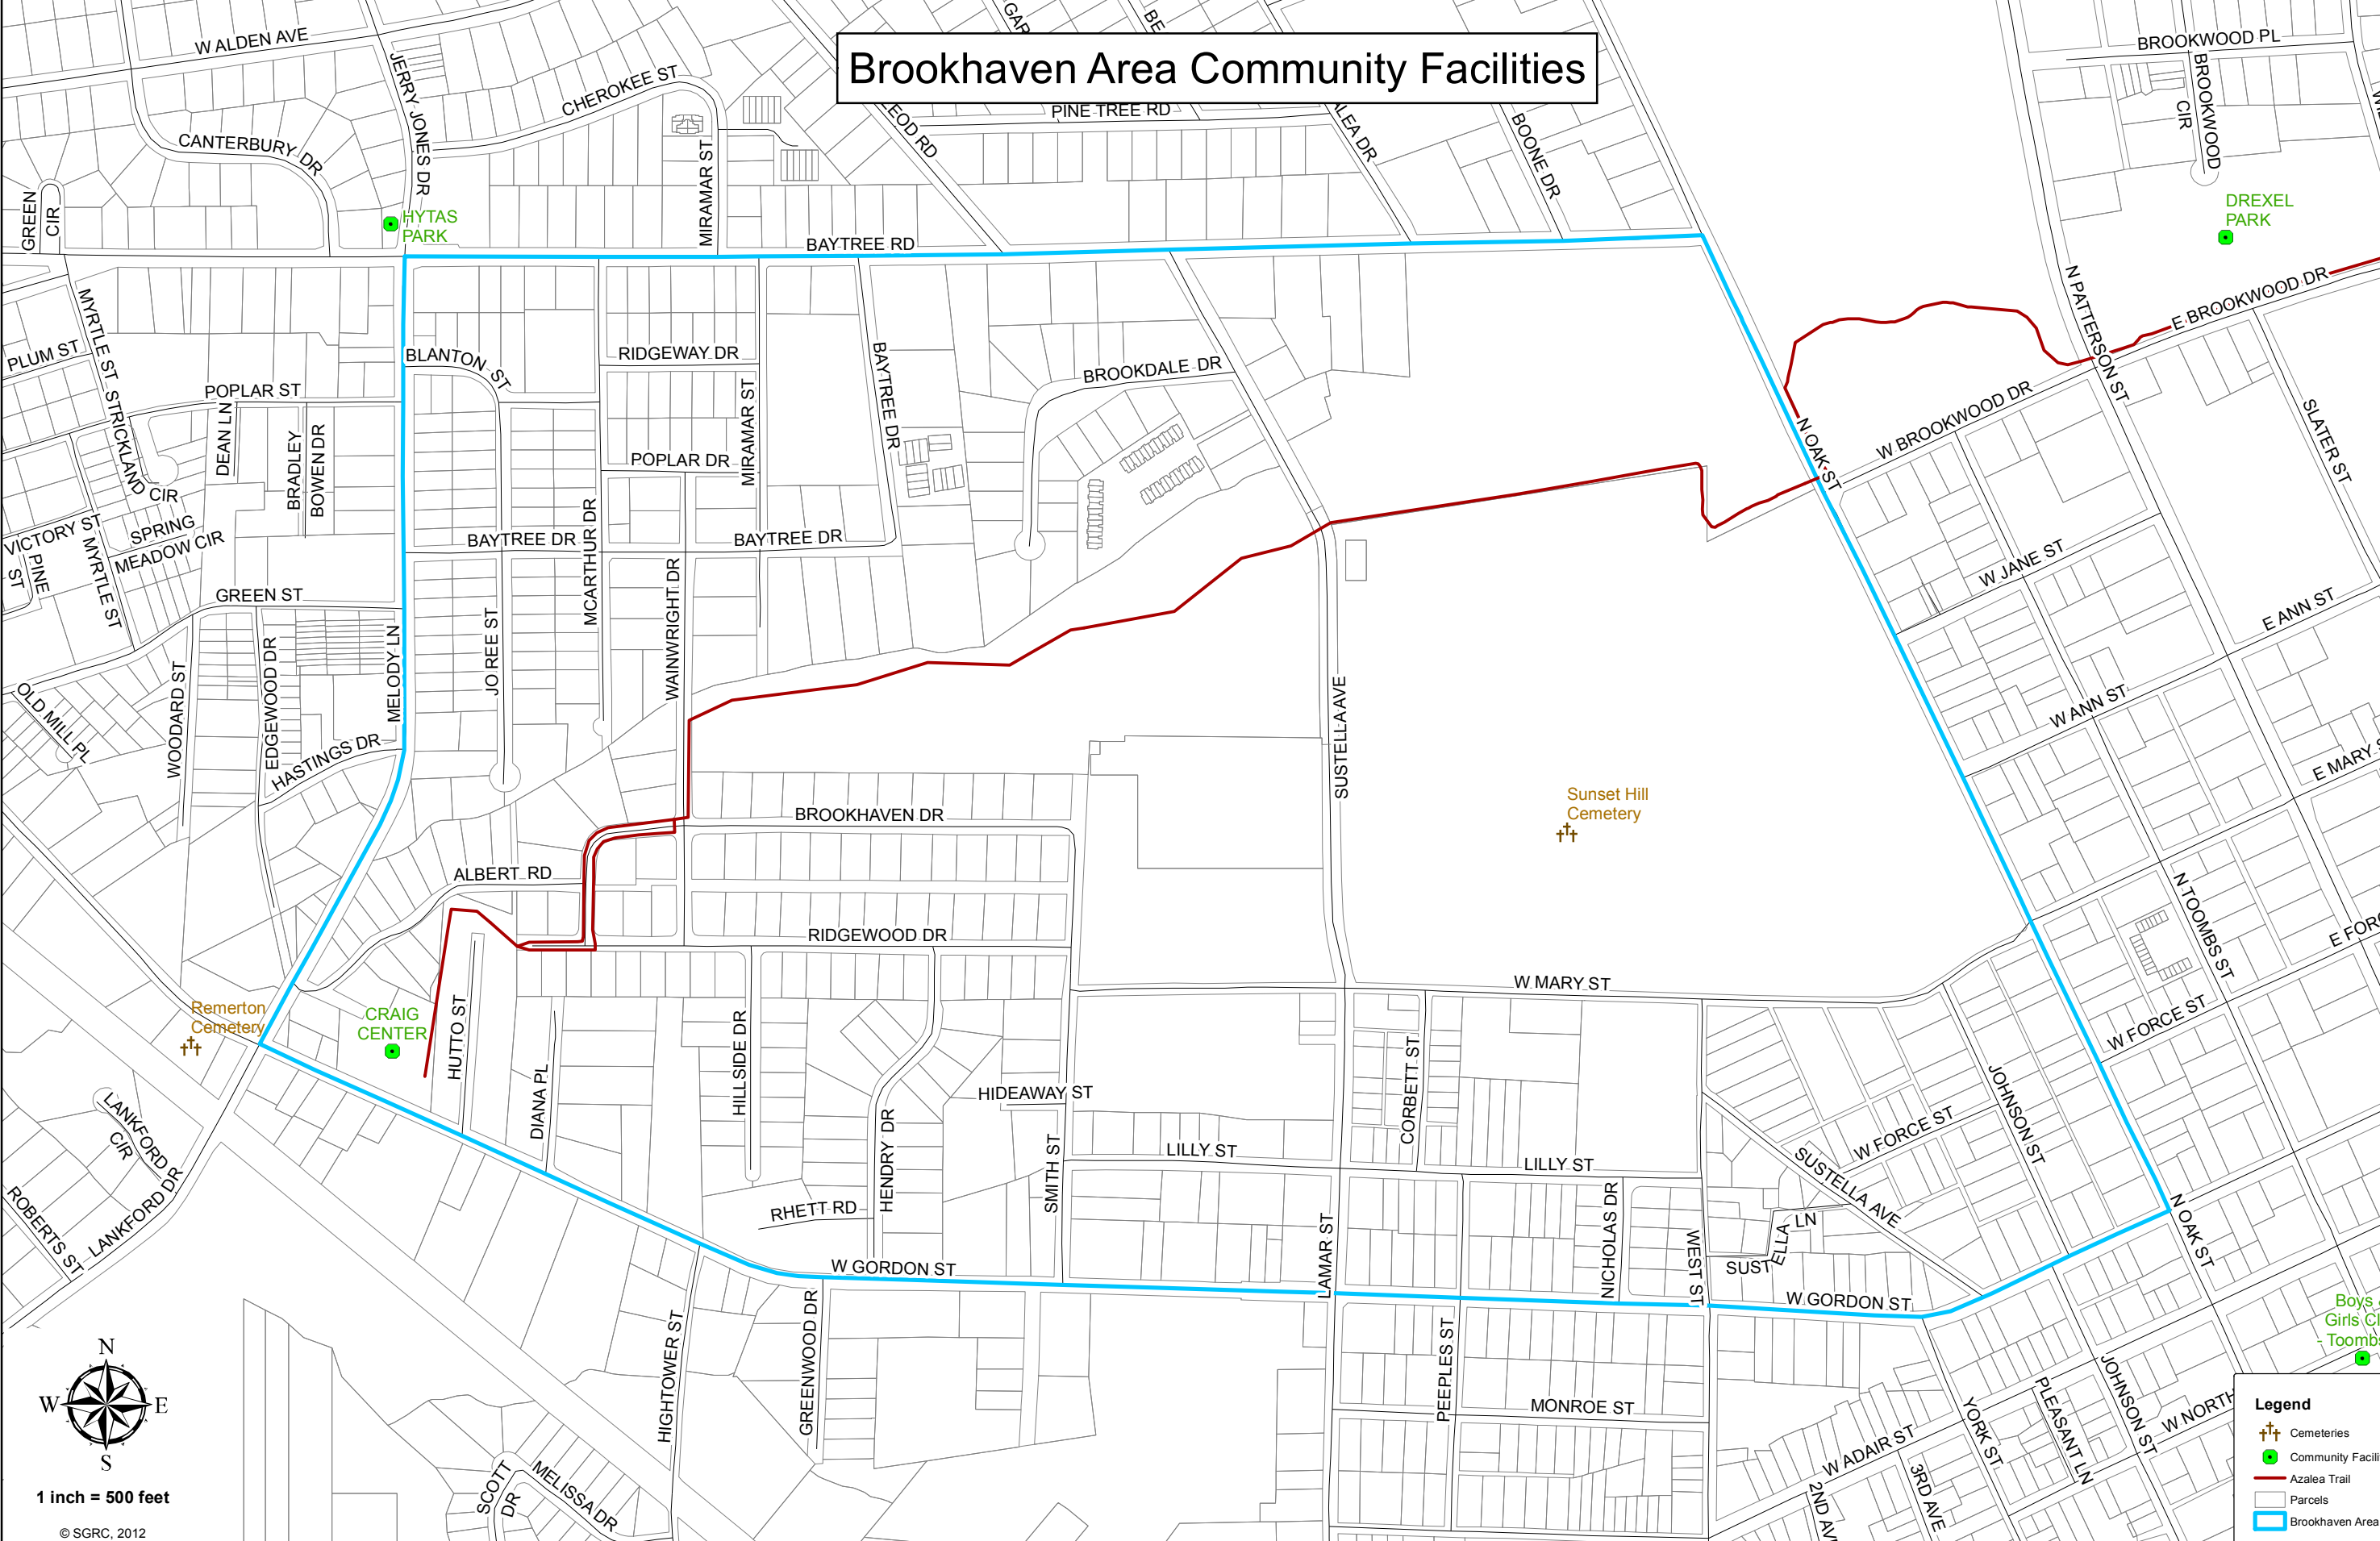 Brookhaven Area Community Facilities
W ALDEN AVE
JERRY JONES DR
CHEROKEE ST
CANTERBURY DR
GREEN
CIR
HYTAS
PARK
MIRAMAR ST
BAYTREE RD
PINE TREE RD
BOONE DR
BROOKWOOD PL
BROOKWOOD
CIR
DREXEL
PARK
N PATTERSON ST
E BROOKWOOD DR
W BROOKWOOD DR
SLATER ST
N OAK ST
MYRTLE ST
PLUM ST
STRICKLAND
CIR
POPLAR ST
DEAN LN
BRADLEY
BOWEN DR
BLANTON ST
RIDGEWAY DR
MIRAMAR ST
BAYTREE DR
BROOKDALE DR
POPLAR DR
BAYTREE DR
BAYTREE DR
MCARTHUR DR
WAINWRIGHT DR
JO REE ST
VICTORY ST
PINE
ST
SPRING
MEADOW CIR
MYRTLE ST
GREEN ST
MELODY LN
EDGEWOOD DR
WOODARD ST
OLD MILL PL
HASTINGS DR
W JANE ST
E ANN ST
W ANN ST
E MARY
SUSTELLA AVE
Sunset Hill
Cemetery
BROOKHAVEN DR
ALBERT RD
RIDGEWOOD DR
N TOOMBS ST
W MARY ST
W FORCE ST
Remerton
Cemetery
CRAIG
CENTER
HUTTO ST
DIANA PL
HILLSIDE DR
HENDRY DR
HIDEAWAY ST
SMITH ST
LILLY ST
CORBETT ST
LILLY ST
JOHNSON ST
W FORCE ST
SUSTELLA AVE
LANKFORD
CIR
LANKFORD DR
ROBERTS ST
RHETT RD
W GORDON ST
LAMAR ST
NICHOLAS DR
WEST ST
SUST
ELLA
LN
W GORDON ST
N OAK ST
HIGHTOWER ST
GREENWOOD DR
PEEPLES ST
MONROE ST
W ADAIR ST
YORK ST
3RD AVE
PLEASANT LN
JOHNSON ST
W NORTH
SCOTT
DR
MELISSA DR
Boys
Girls
Toombs
N
W E
S
1 inch = 500 feet
© SGRC, 2012
Legend
Cemeteries
Community
Azalea Trail
Parcels
Brookhaven Area